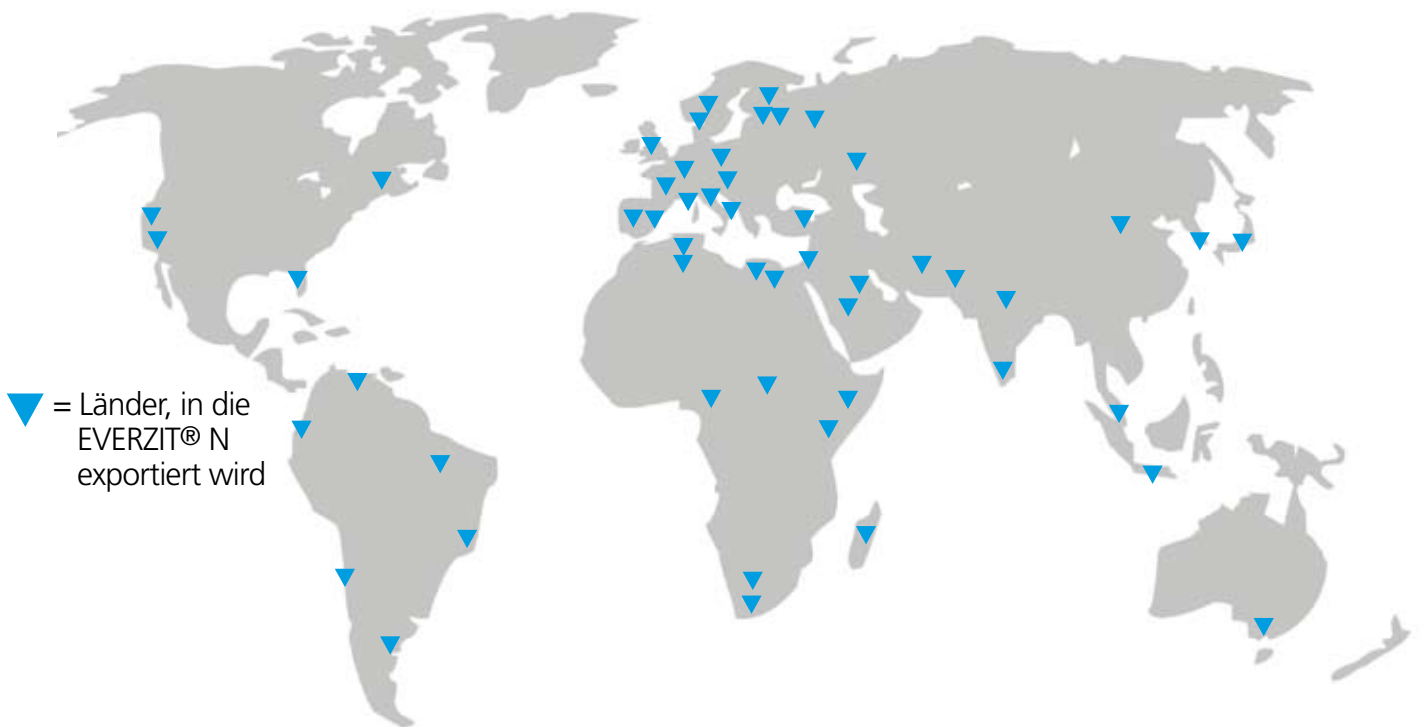 = Länder, in die
EVERZIT® N
exportiert wird